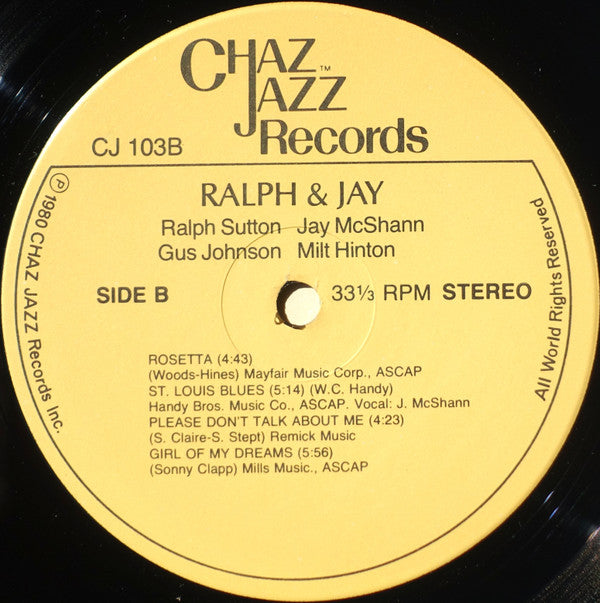 CHAZ™
JAZZ
Records
CJ 103B
RALPH & JAY
Ralph Sutton Jay McShann
Gus Johnson Milt Hinton
SIDE B
33⅓ RPM STEREO
ROSETTA (4:43)
(Woods-Hines) Mayfair Music Corp., ASCAP
ST. LOUIS BLUES (5:14) (W.C. Handy)
Handy Bros. Music Co., ASCAP. Vocal: J. McShann
PLEASE DON'T TALK ABOUT ME (4:23)
(S. Claire-S. Stept) Remick Music
GIRL OF MY DREAMS (5:56)
(Sonny Clapp) Mills Music., ASCAP
℗ 1980 CHAZ JAZZ Records Inc.
All World Rights Reserved